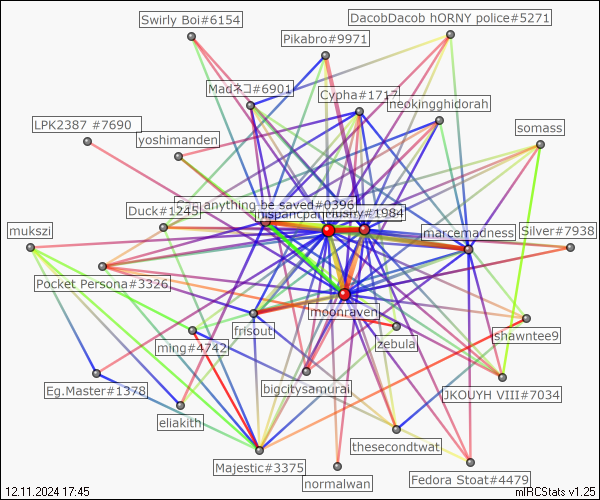 Swirly Boi#6154
DacobDacob hORNY police#5271
Pikabro#9971
Madネコ#6901
Cypha#1717
neokingghidorah
LPK2387 #7690
somass
yoshimanden
anything be saved#0396
Duck#1245
#1984
mukszi
marcemadness
Silver#7938
Pocket Persona#3326
moonraven
frisout
shawntee9
ming#4742
zebula
Eg.Master#1378
bigcitysamurai
JKOUYH VIII#7034
eliakith
thesecondtwat
Majestic#3375
normalwan
Fedora Stoat#4479
12.11.2024 17:45
mIRCStats v1.25